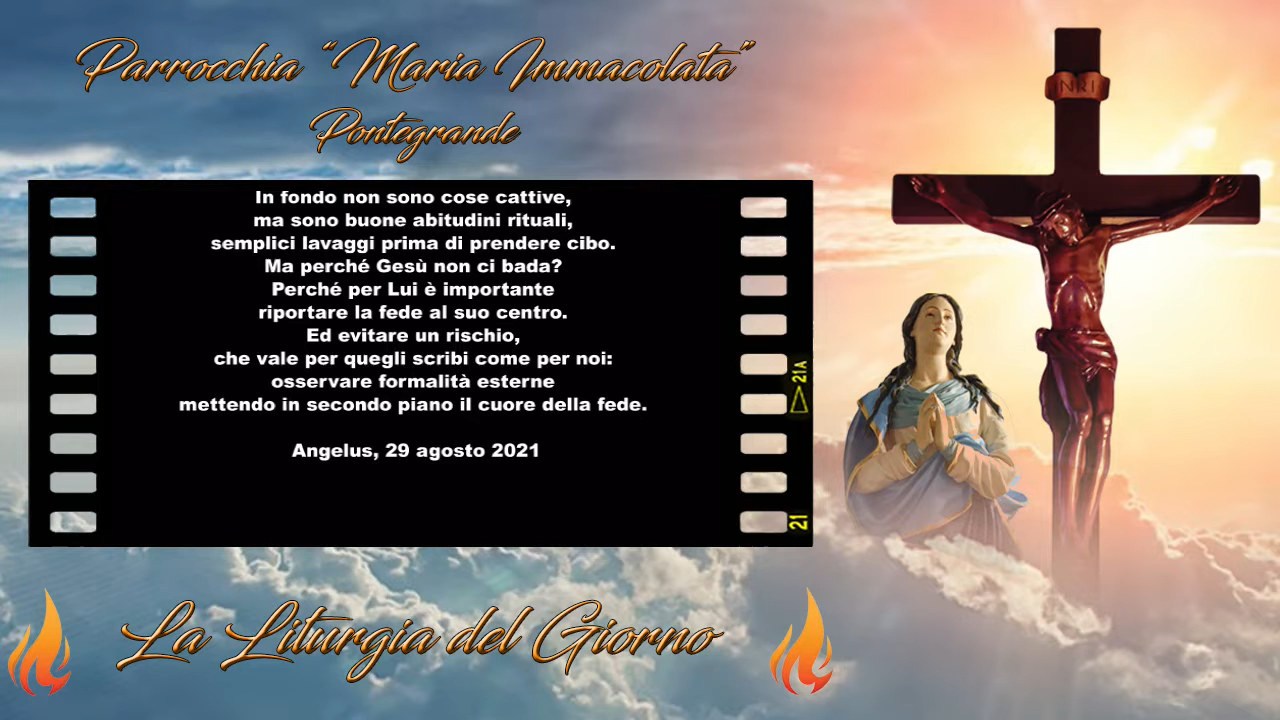 Parrocchia “Maria Immacolata”
Pontegrande
INRI
In fondo non sono cose cattive,
ma sono buone abitudini rituali,
semplici lavaggi prima di prendere cibo.
Ma perché Gesù non ci bada?
Perché per Lui è importante
riportare la fede al suo centro.
Ed evitare un rischio,
che vale per quegli scribi come per noi:
osservare formalità esterne
mettendo in secondo piano il cuore della fede.
Angelus, 29 agosto 2021
21A
21
La Liturgia del Giorno